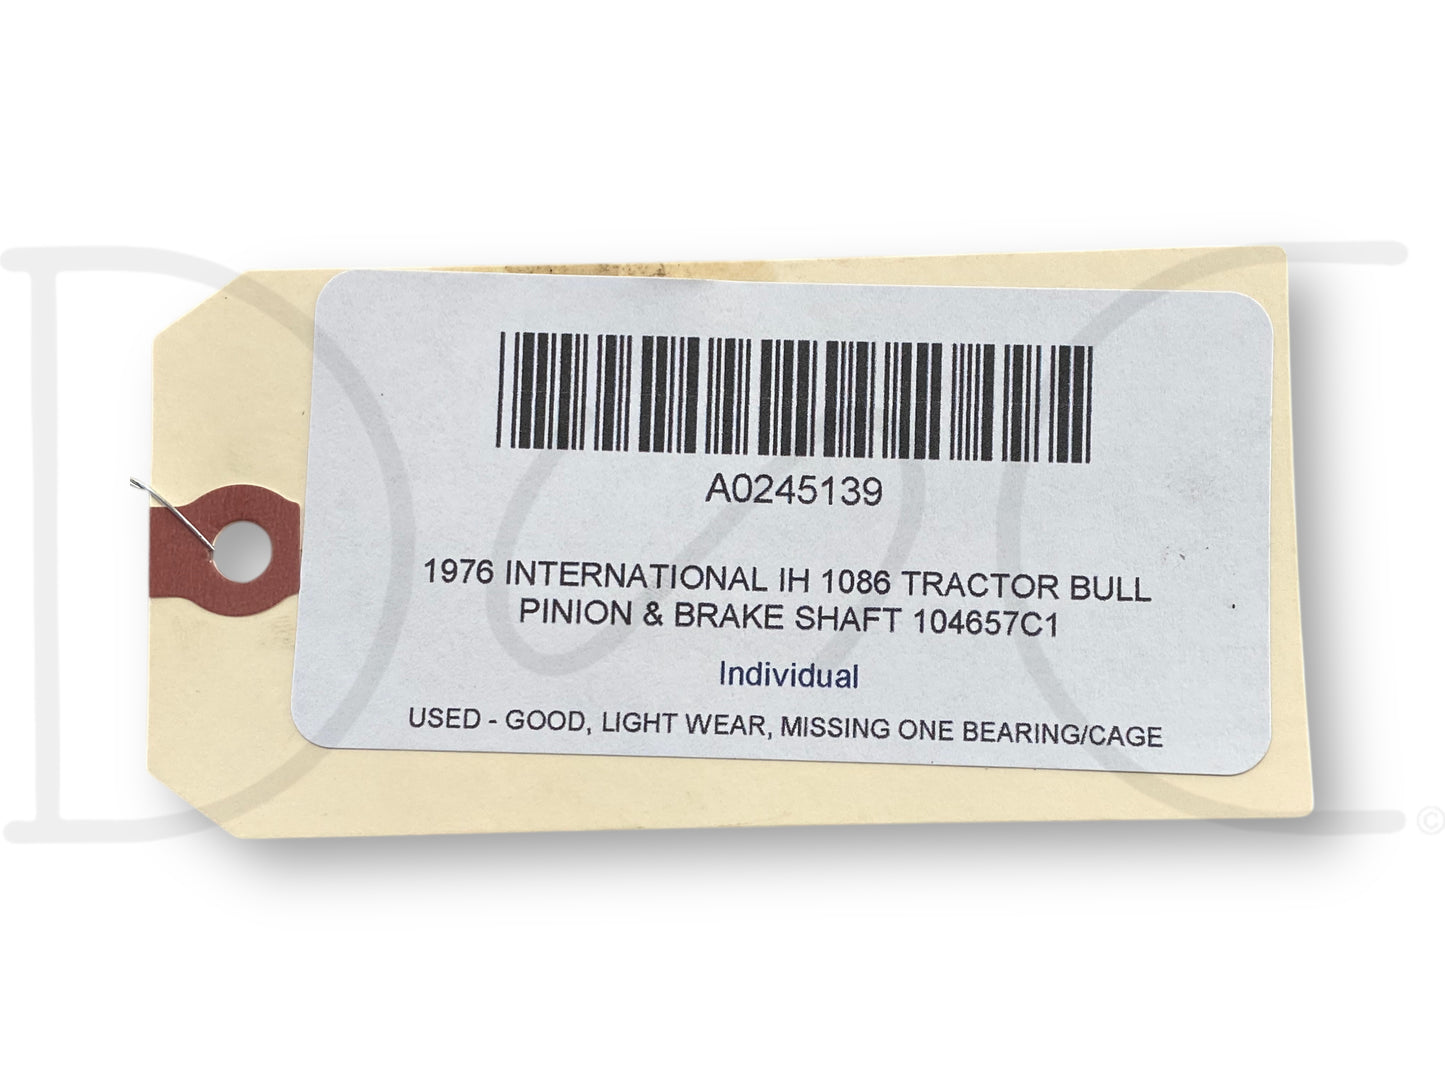 A0245139
1976 INTERNATIONAL IH 1086 TRACTOR BULL
PINION & BRAKE SHAFT 104657C1
Individual
USED - GOOD, LIGHT WEAR, MISSING ONE BEARING/CAGE
©